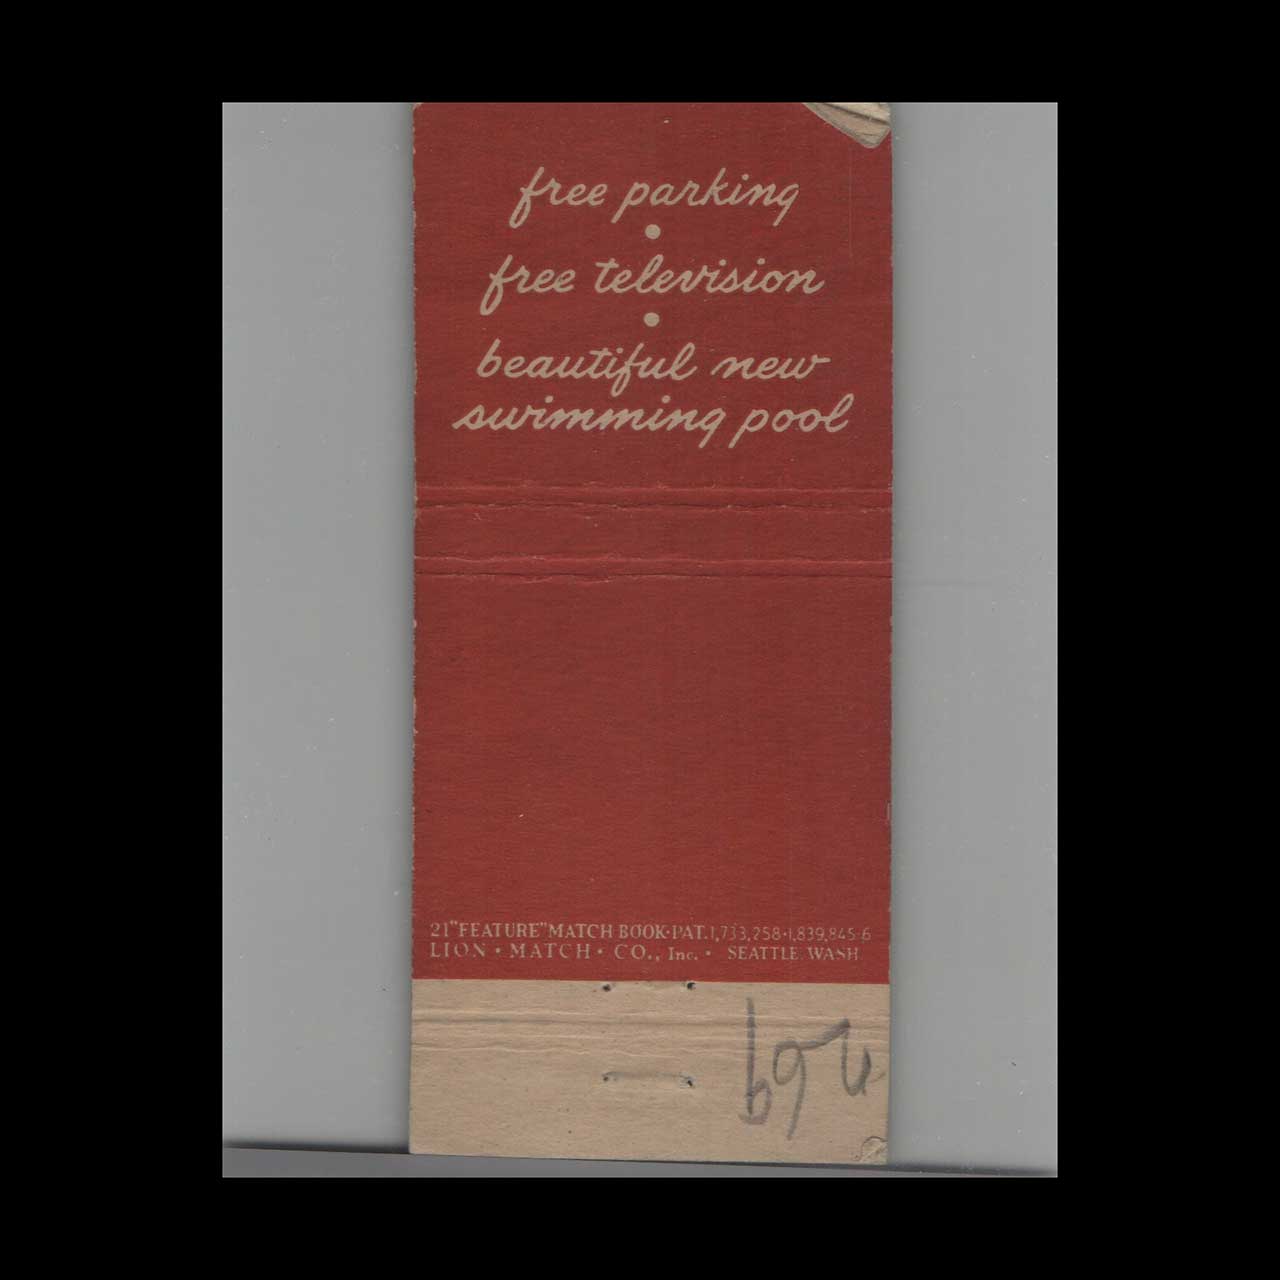 free parking
•
free television
•
beautiful new
swimming pool
21 "FEATURE" MATCH BOOK·PAT.1,733,258·1,839,845-6
LION • MATCH • CO., Inc. • SEATTLE, WASH